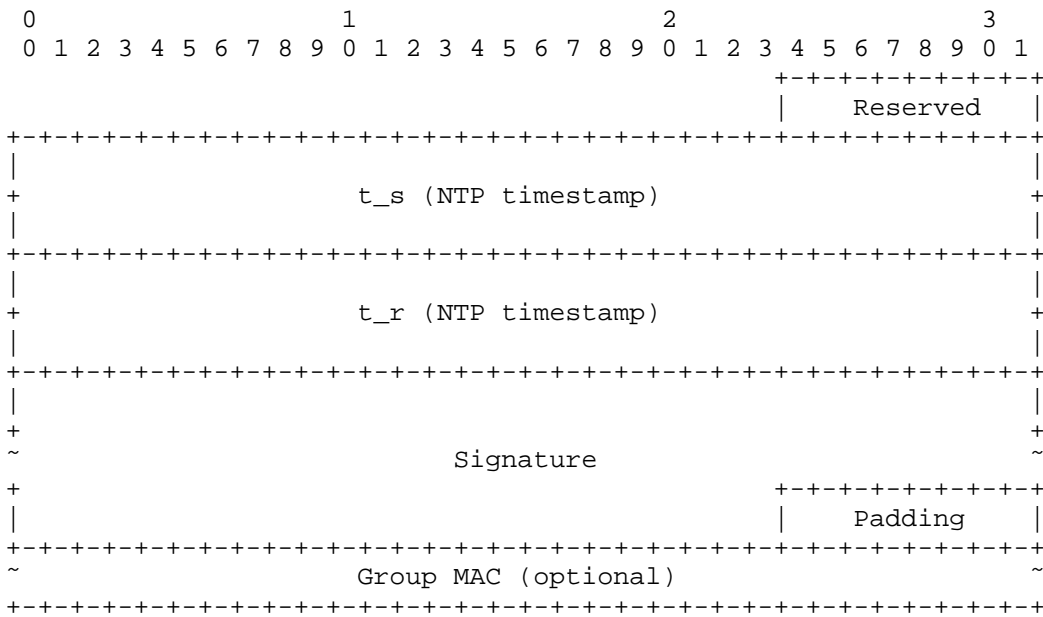 0                   1                   2                   3
0 1 2 3 4 5 6 7 8 9 0 1 2 3 4 5 6 7 8 9 0 1 2 3 4 5 6 7 8 9 0 1
+-+-+-+-+-+-+-+-+
|    Reserved   |
+-+-+-+-+-+-+-+-+-+-+-+-+-+-+-+-+-+-+-+-+-+-+-+-+-+-+-+-+-+-+-+-+
|                                                               |
+                     t_s (NTP timestamp)                       +
|                                                               |
+-+-+-+-+-+-+-+-+-+-+-+-+-+-+-+-+-+-+-+-+-+-+-+-+-+-+-+-+-+-+-+-+
|                                                               |
+                     t_r (NTP timestamp)                       +
|                                                               |
+-+-+-+-+-+-+-+-+-+-+-+-+-+-+-+-+-+-+-+-+-+-+-+-+-+-+-+-+-+-+-+-+
|                                                               |
+                                                               +
~                           Signature                           ~
+                                               +-+-+-+-+-+-+-+-+
|                                               |    Padding    |
+-+-+-+-+-+-+-+-+-+-+-+-+-+-+-+-+-+-+-+-+-+-+-+-+-+-+-+-+-+-+-+-+
~                     Group MAC (optional)                      ~
+-+-+-+-+-+-+-+-+-+-+-+-+-+-+-+-+-+-+-+-+-+-+-+-+-+-+-+-+-+-+-+-+